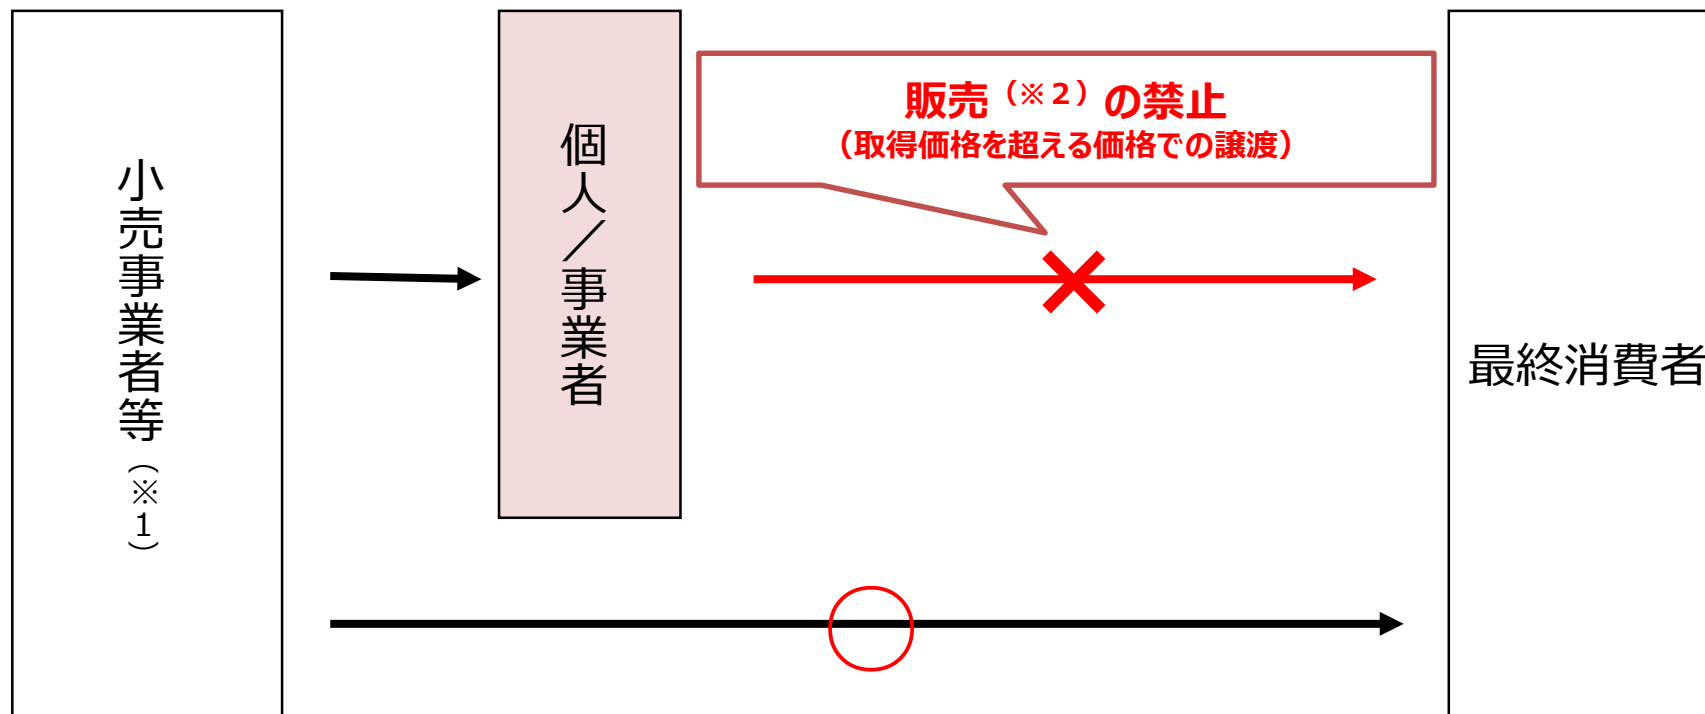 小売事業者等（※1）
個人／事業者
販売（※２）の禁止
（取得価格を超える価格での譲渡）
最終消費者